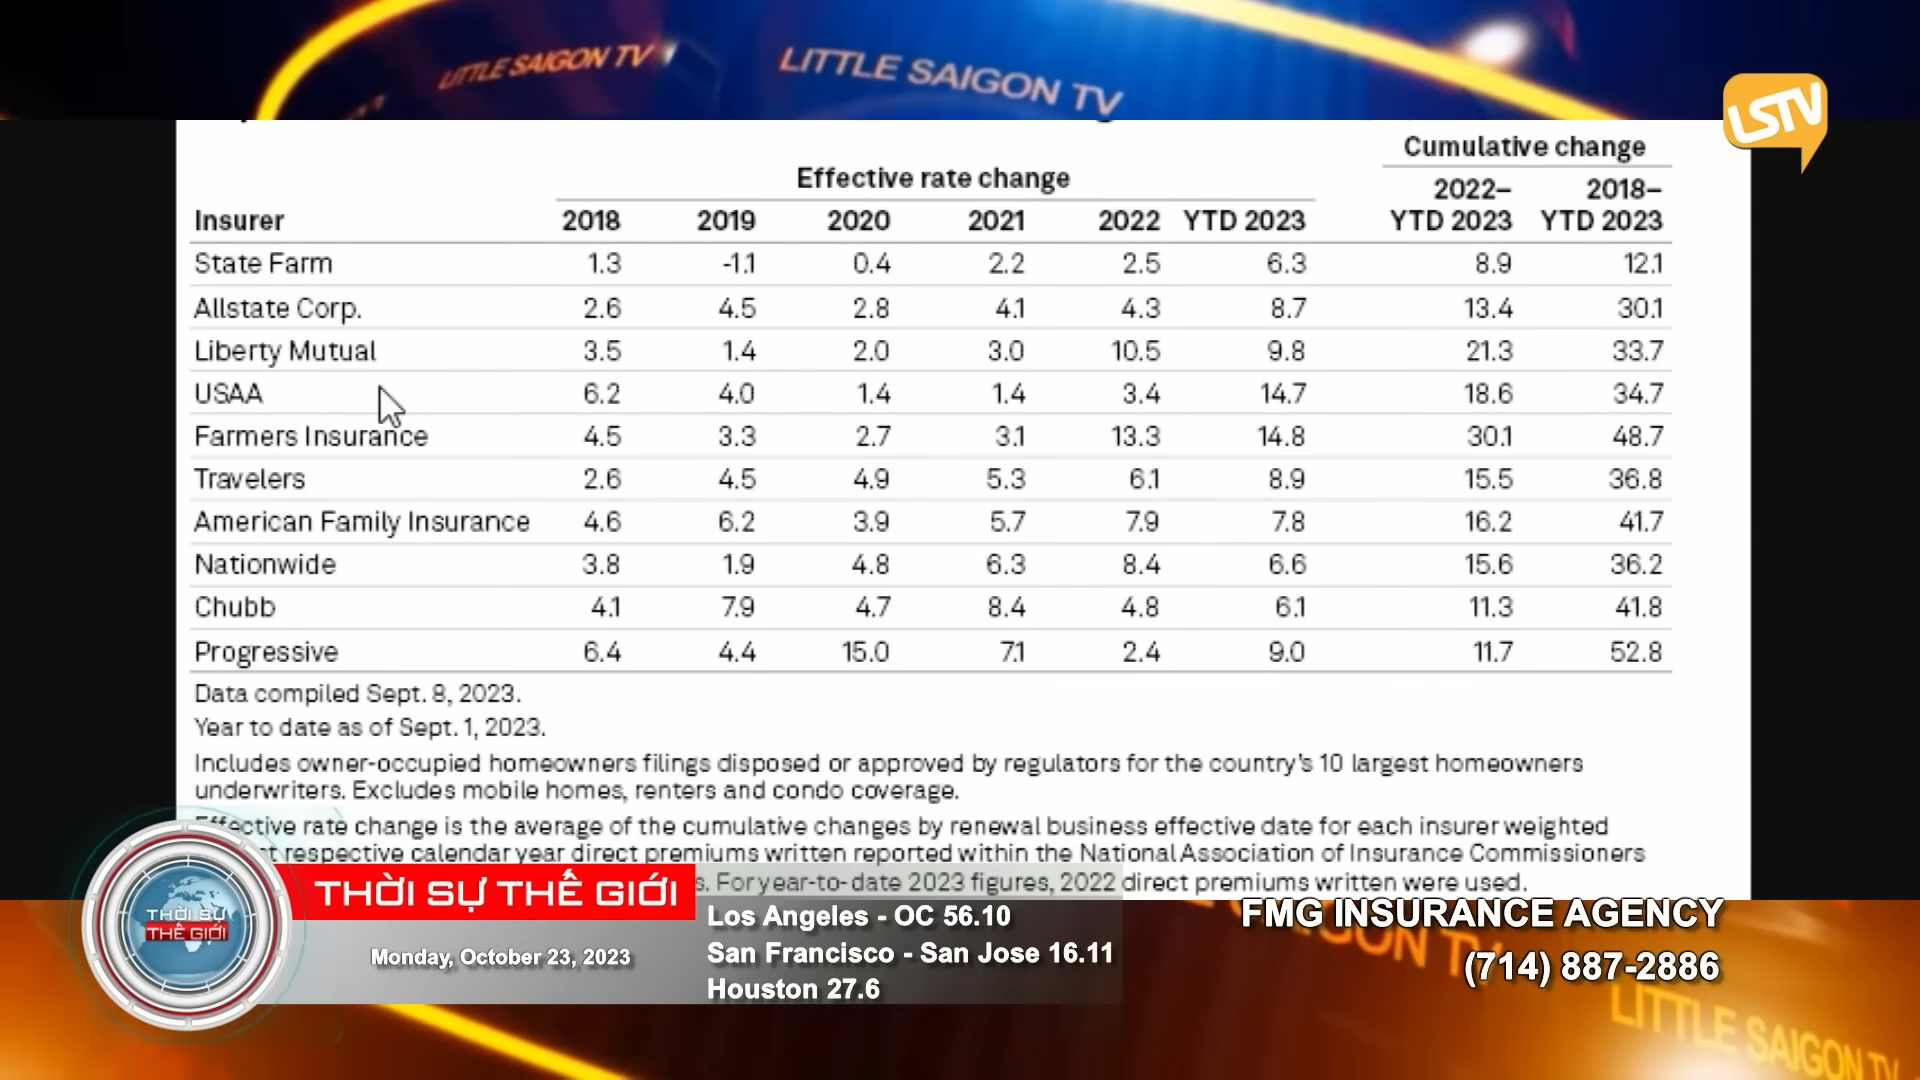 LITTLE SAIGON TV
LITTLE SAIGON TV
LSTV
Cumulative change
Effective rate change
2022– 2018–
Insurer 2018 2019 2020 2021 2022 YTD 2023 YTD 2023 YTD 2023
State Farm 1.3 -1.1 0.4 2.2 2.5 6.3 8.9 12.1
Allstate Corp. 2.6 4.5 2.8 4.1 4.3 8.7 13.4 30.1
Liberty Mutual 3.5 1.4 2.0 3.0 10.5 9.8 21.3 33.7
USAA 6.2 4.0 1.4 1.4 3.4 14.7 18.6 34.7
Farmers Insurance 4.5 3.3 2.7 3.1 13.3 14.8 30.1 48.7
Travelers 2.6 4.5 4.9 5.3 6.1 8.9 15.5 36.8
American Family Insurance 4.6 6.2 3.9 5.7 7.9 7.8 16.2 41.7
Nationwide 3.8 1.9 4.8 6.3 8.4 6.6 15.6 36.2
Chubb 4.1 7.9 4.7 8.4 4.8 6.1 11.3 41.8
Progressive 6.4 4.4 15.0 7.1 2.4 9.0 11.7 52.8
Data compiled Sept. 8, 2023.
Year to date as of Sept. 1, 2023.
Includes owner-occupied homeowners filings disposed or approved by regulators for the country's 10 largest homeowners
underwriters. Excludes mobile homes, renters and condo coverage.
Effective rate change is the average of the cumulative changes by renewal business effective date for each insurer weighted
respective calendar year direct premiums written reported within the National Association of Insurance Commissioners
For year-to-date 2023 figures, 2022 direct premiums written were used.
THỜI SỰ THẾ GIỚI
THỜI SỰ
THẾ GIỚI
Monday, October 23, 2023
Los Angeles - OC 56.10
San Francisco - San Jose 16.11
Houston 27.6
FMG INSURANCE AGENCY
(714) 887-2886
LITTLE SAIGON TV